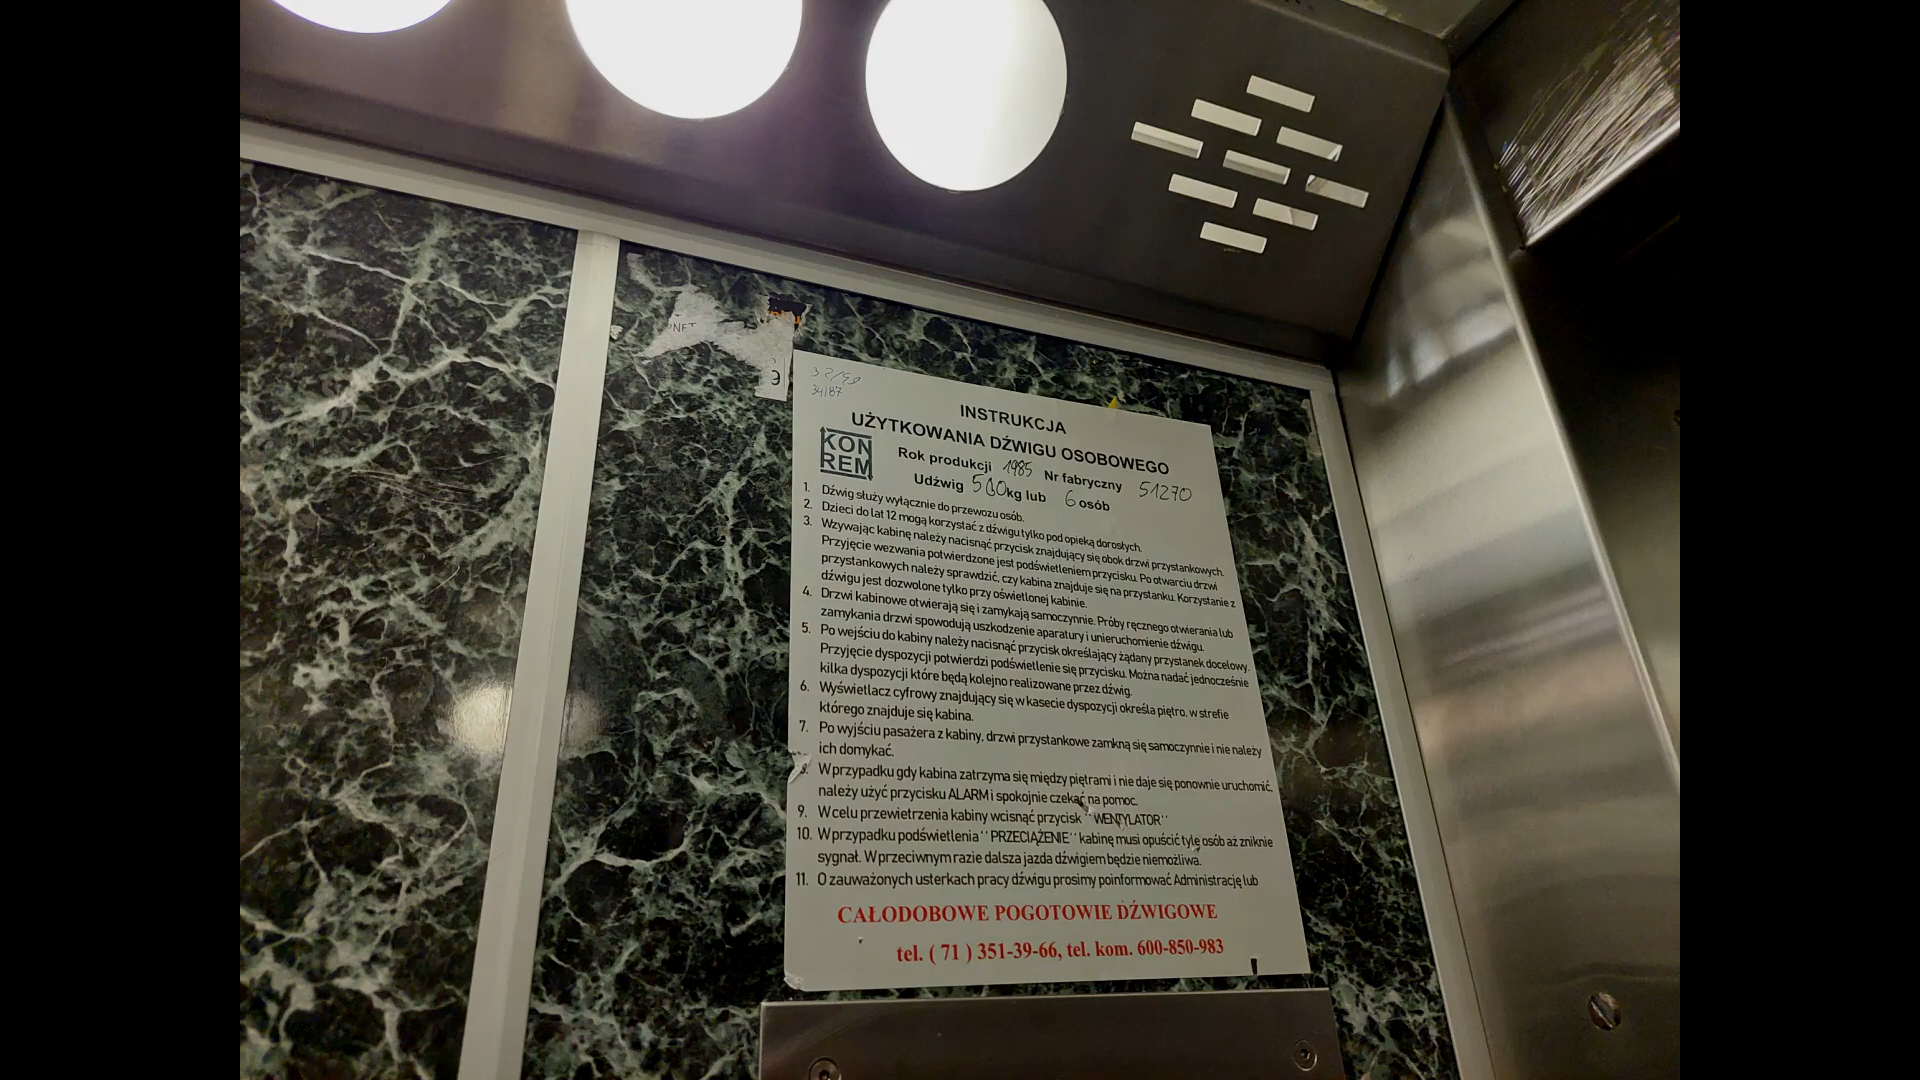 NET
32/49
34/87
INSTRUKCJA
UŻYTKOWANIA DŹWIGU OSOBOWEGO
KON
REM
Rok produkcji 1985 Nr fabryczny 51270
Udźwig 500 kg lub 6 osób
1. Dźwig służy wyłącznie do przewozu osób.
2. Dzieci do lat 12 mogą korzystać z dźwigu tylko pod opieką dorosłych.
3. Wzywając kabinę należy nacisnąć przycisk znajdujący się obok drzwi przystankowych.
Przyjęcie wezwania potwierdzone jest podświetleniem przycisku. Po otwarciu drzwi
przystankowych należy sprawdzić, czy kabina znajduje się na przystanku. Korzystanie z
dźwigu jest dozwolone tylko przy oświetlonej kabinie.
4. Drzwi kabinowe otwierają się i zamykają samoczynnie. Próby ręcznego otwierania lub
zamykania drzwi spowodują uszkodzenie aparatury i unieruchomienie dźwigu.
5. Po wejściu do kabiny należy nacisnąć przycisk określający żądany przystanek docelowy.
Przyjęcie dyspozycji potwierdzi podświetlenie się przycisku. Można nadać jednocześnie
kilka dyspozycji które będą kolejno realizowane przez dźwig.
6. Wyświetlacz cyfrowy znajdujący się w kasecie dyspozycji określa piętro, w strefie
którego znajduje się kabina.
7. Po wyjściu pasażera z kabiny, drzwi przystankowe zamkną się samoczynnie i nie należy
ich domykać.
8. W przypadku gdy kabina zatrzyma się między piętrami i nie daje się ponownie uruchomić,
należy użyć przycisku ALARM i spokojnie czekać na pomoc.
9. W celu przewietrzenia kabiny wcisnąć przycisk ''WENTYLATOR''
10. W przypadku podświetlenia ''PRZECIĄŻENIE'' kabinę musi opuścić tyle osób aż zniknie
sygnał. W przeciwnym razie dalsza jazda dźwigiem będzie niemożliwa.
11. O zauważonych usterkach pracy dźwigu prosimy poinformować Administrację lub
CAŁODOBOWE POGOTOWIE DŹWIGOWE
tel. ( 71 ) 351-39-66, tel. kom. 600-850-983